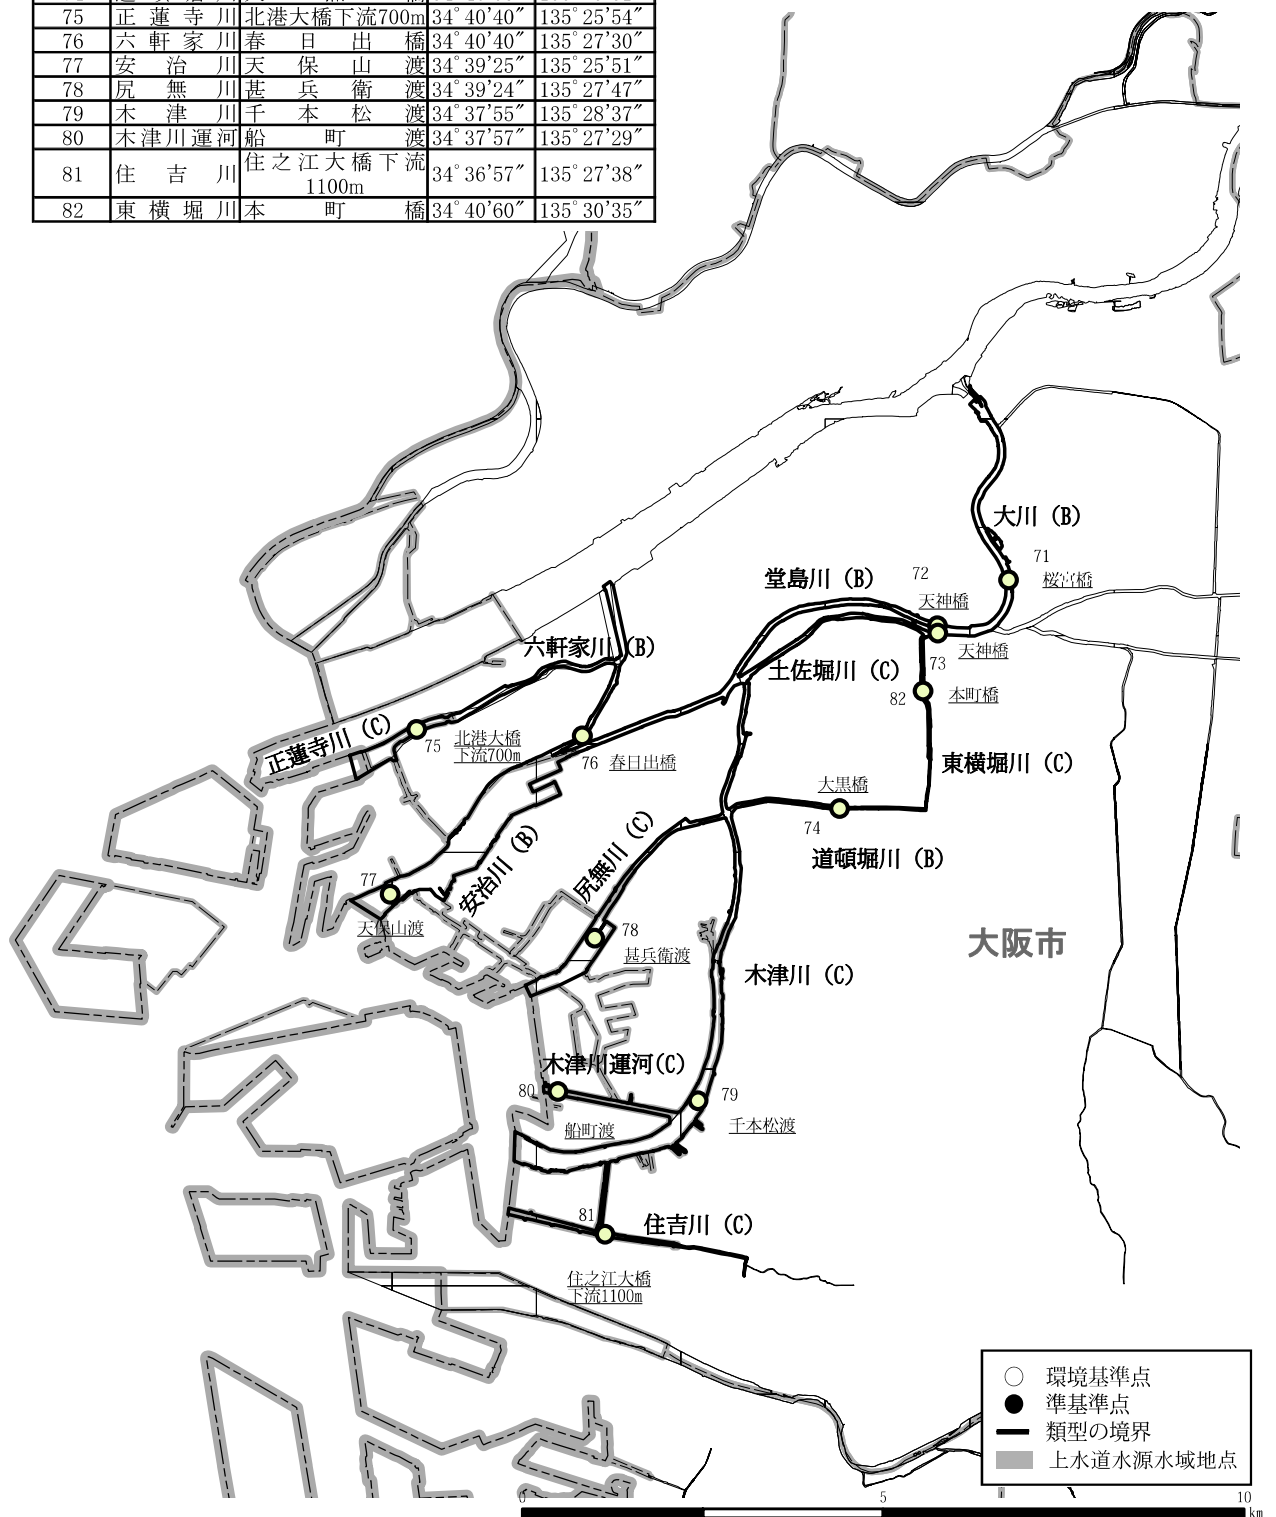 75 正蓮寺川 北港大橋下流700m 34°40’40″ 135°25’54″
76 六軒家川 春日出橋 34°40’40″ 135°27’30″
77 安治川 天保山渡 34°39’25″ 135°25’51″
78 尻無川 甚兵衛渡 34°39’24″ 135°27’47″
79 木津川 千本松渡 34°37’55″ 135°28’37″
80 木津川運河 船町渡 34°37’57″ 135°27’29″
81 住吉川 住之江大橋下流 34°36’57″ 135°27’38″
1100m
82 東横堀川 本町橋 34°40’60″ 135°30’35″
大川 (B)
71
桜宮橋
堂島川 (B)
72
天神橋
天神橋
73
六軒家川 (B)
土佐堀川 (C)
82
本町橋
正蓮寺川 (C)
75
北港大橋
下流700m
76
春日出橋
東横堀川 (C)
大黒橋
74
道頓堀川 (B)
安治川 (B)
尻無川 (C)
77
天保山渡
78
甚兵衛渡
大阪市
木津川 (C)
木津川運河(C)
80
79
船町渡
千本松渡
81
住吉川 (C)
住之江大橋
下流1100m
環境基準点
準基準点
類型の境界
上水道水源水域地点
0 5 10
km